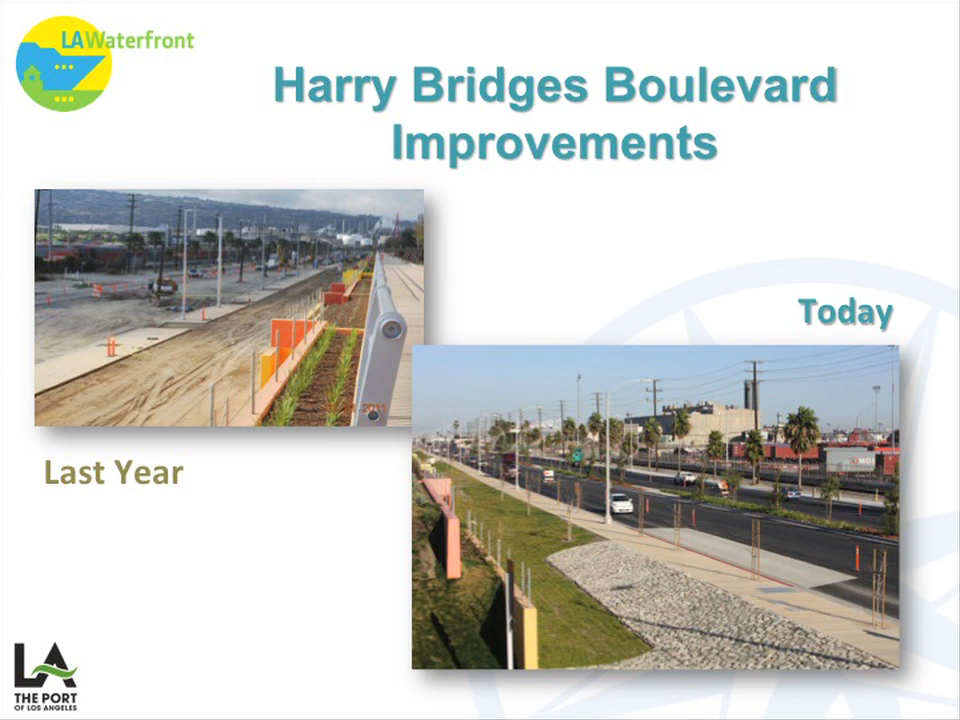 LAWaterfront
Harry Bridges Boulevard
Improvements
Today
Last Year
LA
THE PORT
OF LOS ANGELES